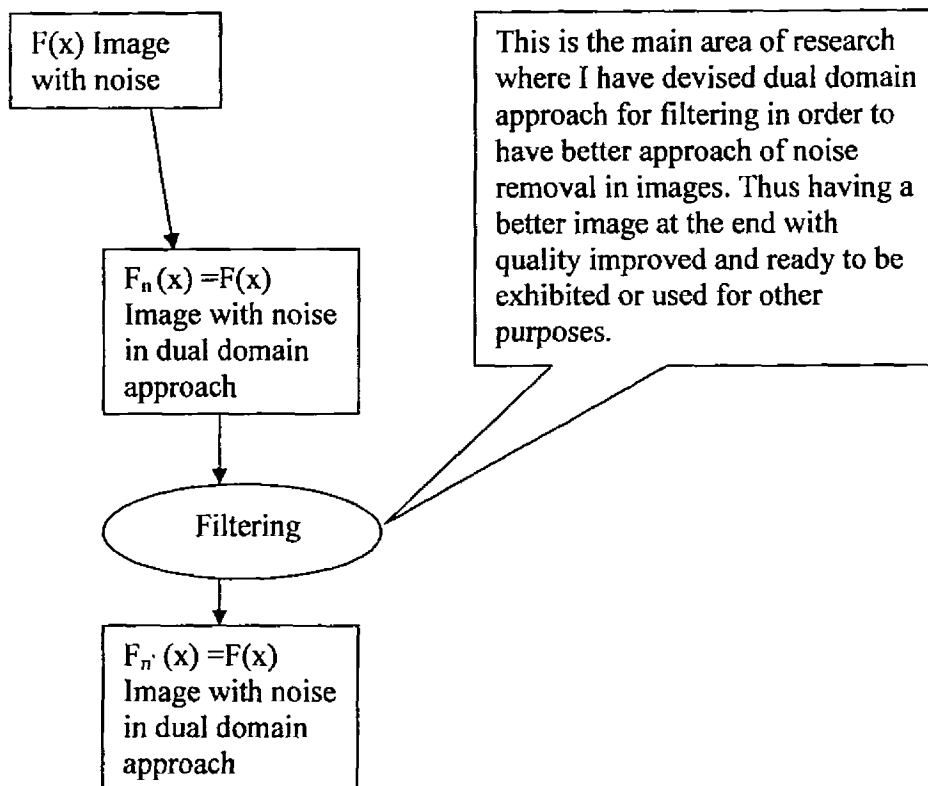 F(x) Image
with noise
This is the main area of research
where I have devised dual domain
approach for filtering in order to
have better approach of noise
removal in images. Thus having a
better image at the end with
quality improved and ready to be
exhibited or used for other
purposes.
Fₙ (x) =F(x)
Image with noise
in dual domain
approach
Filtering
Fₙ' (x) =F(x)
Image with noise
in dual domain
approach